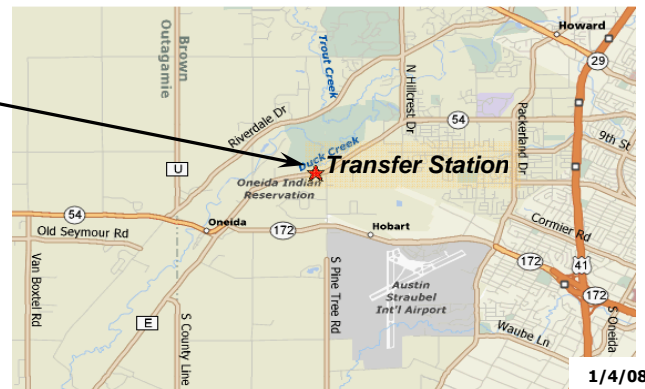 Howard
29
Brown
Outagamie
Trout Creek
N Hillcrest Dr
54
Packerland Dr
Riverdale Dr
9th St
Duck Creek
Transfer Station
U
Oneida Indian
Reservation
54
Oneida
172
Hobart
Cormier Rd
Old Seymour Rd
Van Boxtel Rd
S Pine Tree Rd
172
41
Austin
Straubel
Int'l Airport
172
E
S County Line
Waube Ln
S Oneida
1/4/08